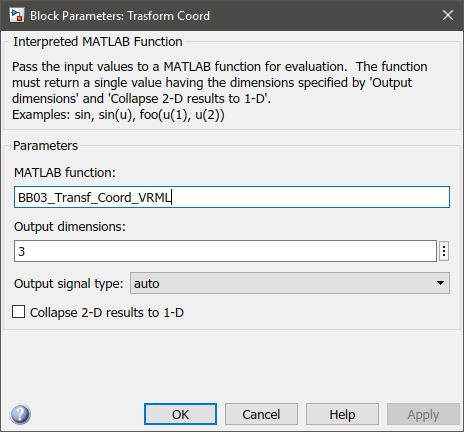 Block Parameters: Trasform Coord
Interpreted MATLAB Function
Pass the input values to a MATLAB function for evaluation. The function
must return a single value having the dimensions specified by 'Output
dimensions' and 'Collapse 2-D results to 1-D'.
Examples: sin, sin(u), foo(u(1), u(2))
Parameters
MATLAB function:
BB03_Transf_Coord_VRML
Output dimensions:
3
Output signal type: auto
Collapse 2-D results to 1-D
OK Cancel Help Apply